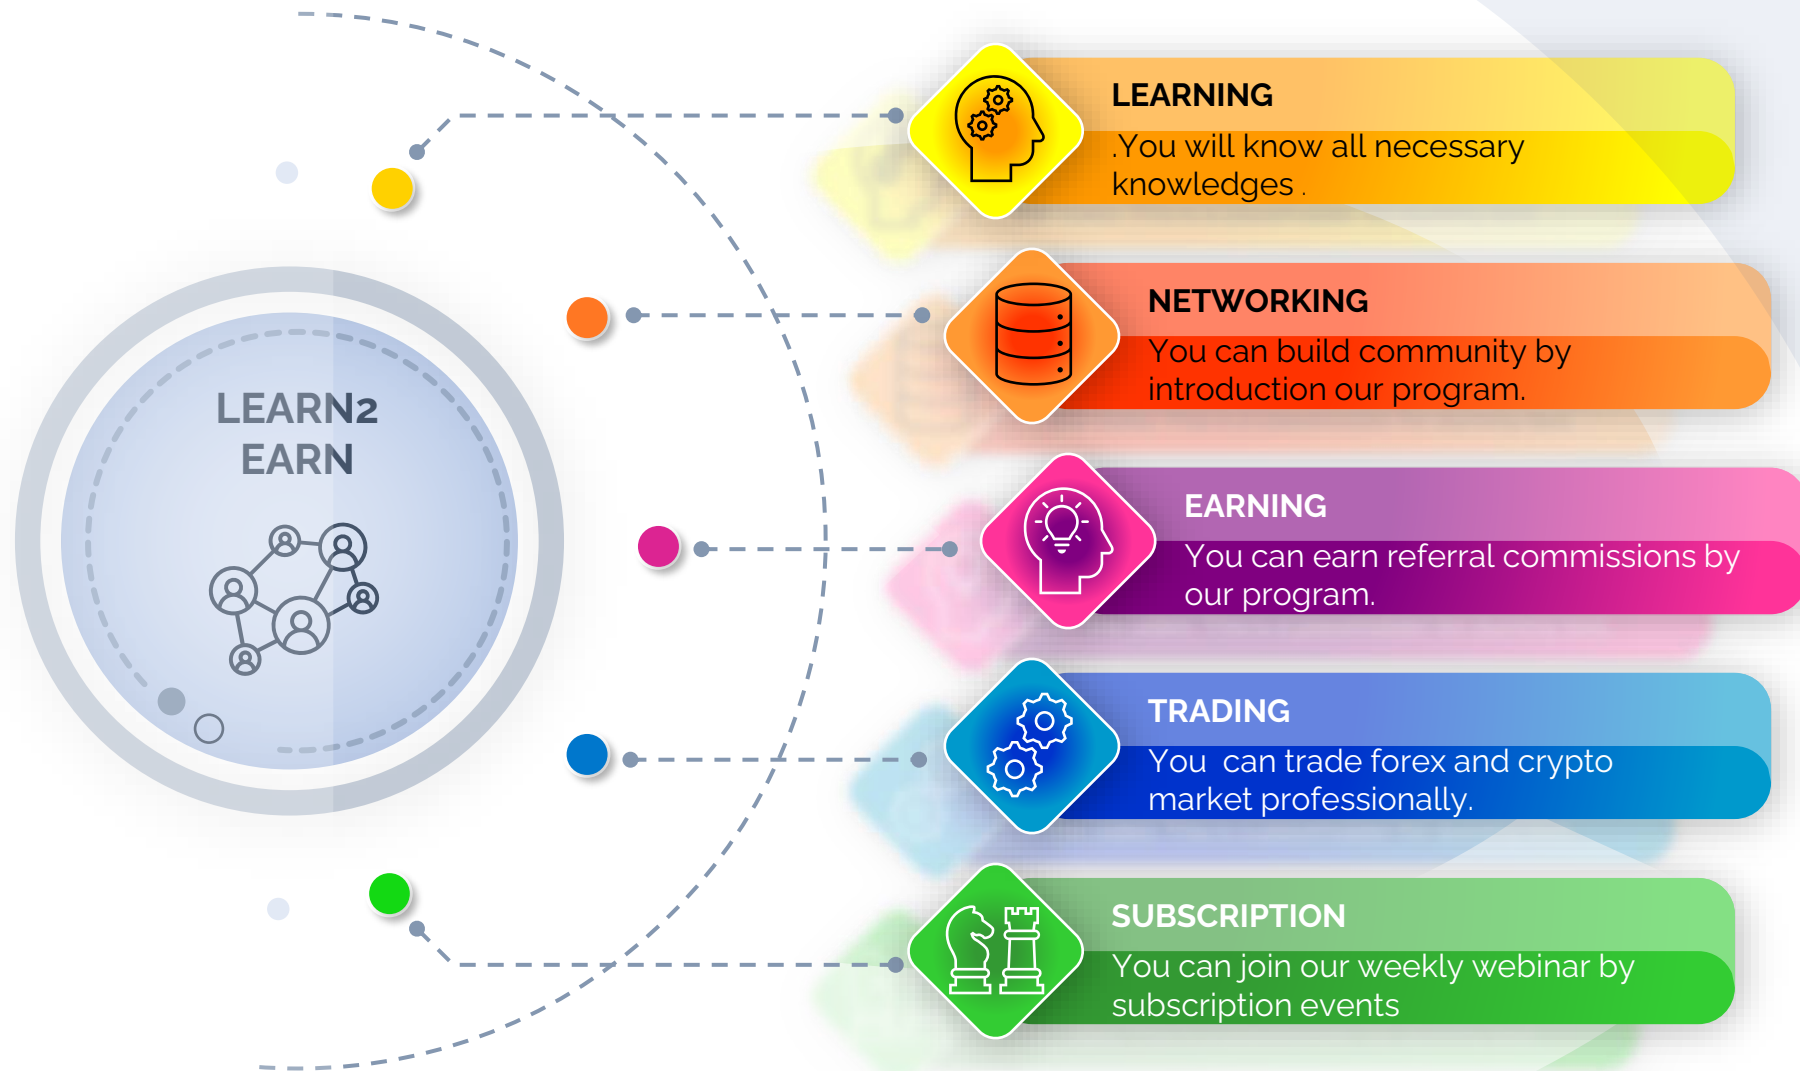 LEARN2
EARN
LEARNING
.You will know all necessary
knowledges .
NETWORKING
You can build community by
introduction our program.
EARNING
You can earn referral commissions by
our program.
TRADING
You  can trade forex and crypto
market professionally.
SUBSCRIPTION
You can join our weekly webinar by
subscription events